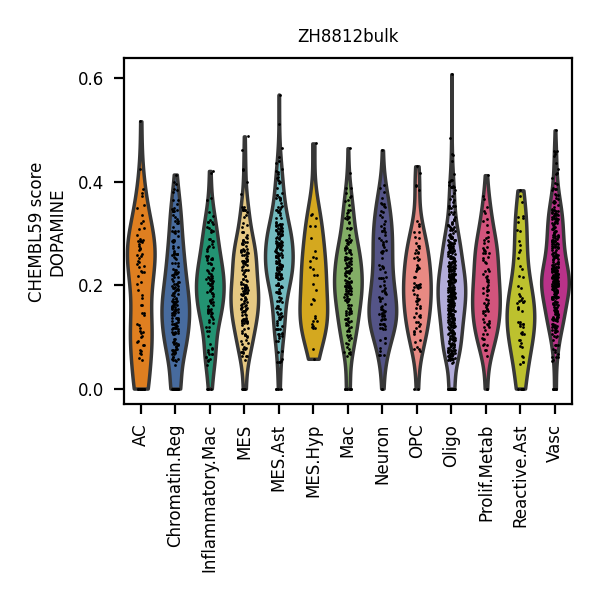 ZH8812bulk
CHEMBL59 score
DOPAMINE
0.6
0.4
0.2
0.0
AC
Chromatin.Reg
Inflammatory.Mac
MES
MES.Ast
MES.Hyp
Mac
Neuron
OPC
Oligo
Prolif.Metab
Reactive.Ast
Vasc